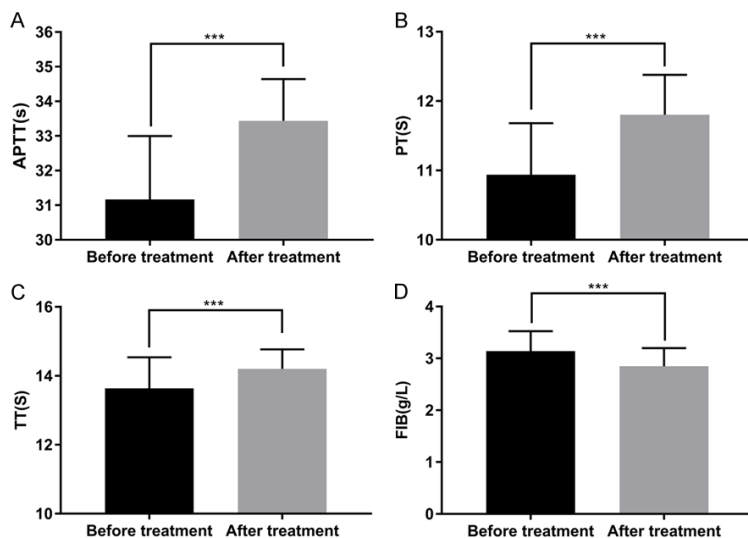 A
APTT(s)
36
35
34
33
32
31
30
***
Before treatment After treatment
B
PT(S)
13
12
11
10
***
Before treatment After treatment
C
TT(S)
16
14
12
10
***
Before treatment After treatment
D
FIB(g/L)
4
3
2
1
0
***
Before treatment After treatment